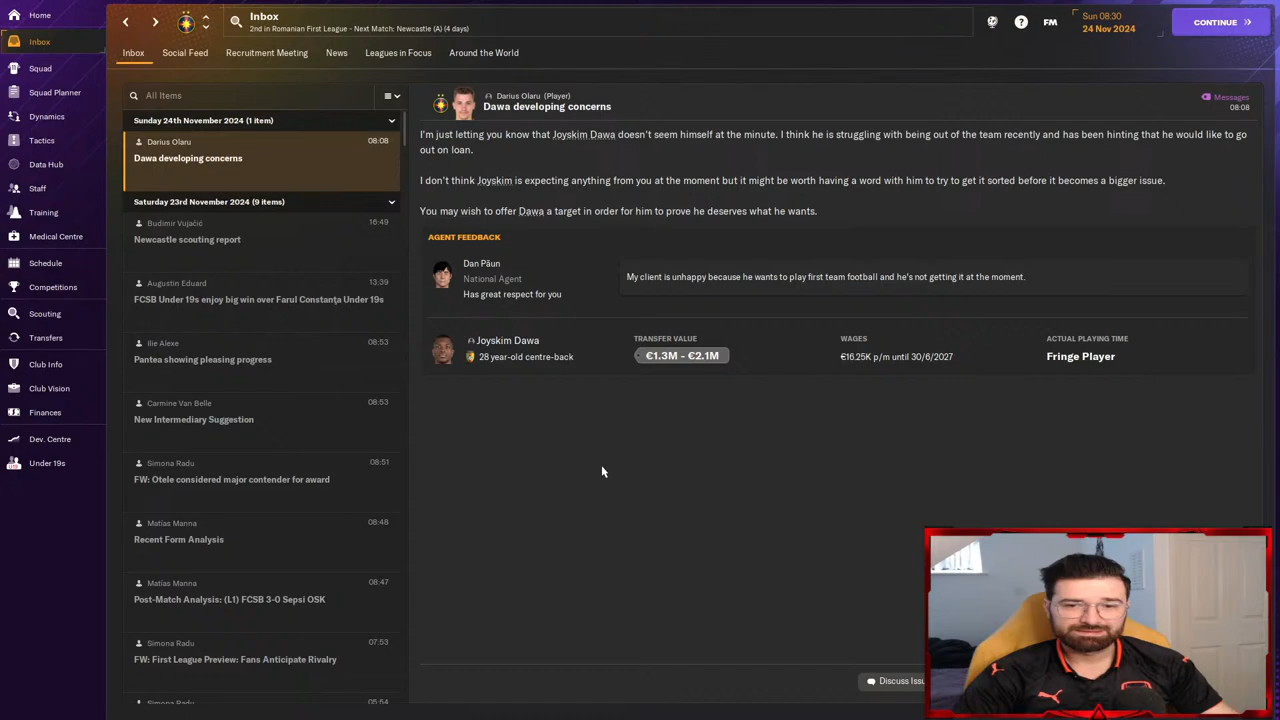 Home
Inbox
Squad
Squad Planner
Dynamics
Tactics
Data Hub
Staff
Training
Medical Centre
Schedule
Competitions
Scouting
Transfers
Club Info
Club Vision
Finances
Dev. Centre
Under 19s
Inbox
2nd in Romanian First League - Next Match: Newcastle (A) (4 days)
FM
Sun 08:30
24 Nov 2024
CONTINUE
Inbox
Social Feed
Recruitment Meeting
News
Leagues in Focus
Around the World
All Items
Sunday 24th November 2024 (1 item)
Darius Olaru
08:08
Dawa developing concerns
Saturday 23rd November 2024 (9 items)
Budimir Vujačić
16:49
Newcastle scouting report
Augustin Eduard
13:39
FCSB Under 19s enjoy big win over Farul Constanţa Under 19s
Ilie Alexe
08:53
Pantea showing pleasing progress
Carmine Van Belle
08:53
New Intermediary Suggestion
Simona Radu
08:51
FW: Otele considered major contender for award
Matías Manna
08:48
Recent Form Analysis
Matías Manna
08:47
Post-Match Analysis: (L1) FCSB 3-0 Sepsi OSK
Simona Radu
07:53
FW: First League Preview: Fans Anticipate Rivalry
Simona Radu
05:54
Darius Olaru (Player)
Dawa developing concerns
Messages
08:08
I'm just letting you know that Joyskim Dawa doesn't seem himself at the minute. I think he is struggling with being out of the team recently and has been hinting that he would like to go
out on loan.
I don't think Joyskim is expecting anything from you at the moment but it might be worth having a word with him to try to get it sorted before it becomes a bigger issue.
You may wish to offer Dawa a target in order for him to prove he deserves what he wants.
AGENT FEEDBACK
Dan Păun
National Agent
Has great respect for you
My client is unhappy because he wants to play first team football and he's not getting it at the moment.
Joyskim Dawa
28 year-old centre-back
TRANSFER VALUE
€1.3M - €2.1M
WAGES
€16.25K p/m until 30/6/2027
ACTUAL PLAYING TIME
Fringe Player
Discuss Issu